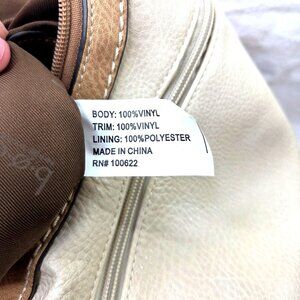 BODY: 100%VINYL
TRIM: 100%VINYL
LINING: 100%POLYESTER
MADE IN CHINA
RN# 100622